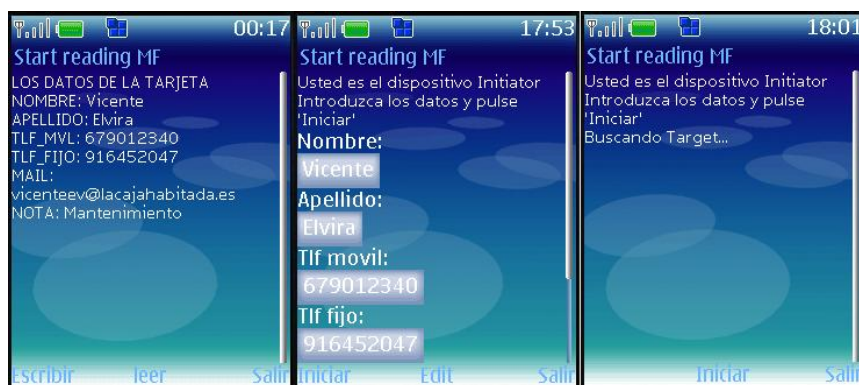 00:17
Start reading MF
LOS DATOS DE LA TARJETA
NOMBRE: Vicente
APELLIDO: Elvira
TLF_MVL: 679012340
TLF_FIJO: 916452047
MAIL:
vicenteev@lacajahabitada.es
NOTA: Mantenimiento
Escribir leer Salir
17:53
Start reading MF
Usted es el dispositivo Initiator
Introduzca los datos y pulse
'Iniciar'
Nombre:
Vicente
Apellido:
Elvira
Tlf movil:
679012340
Tlf fijo:
916452047
Iniciar Edit Salir
18:01
Start reading MF
Usted es el dispositivo Initiator
Introduzca los datos y pulse
'Iniciar'
Buscando Target...
Iniciar Salir